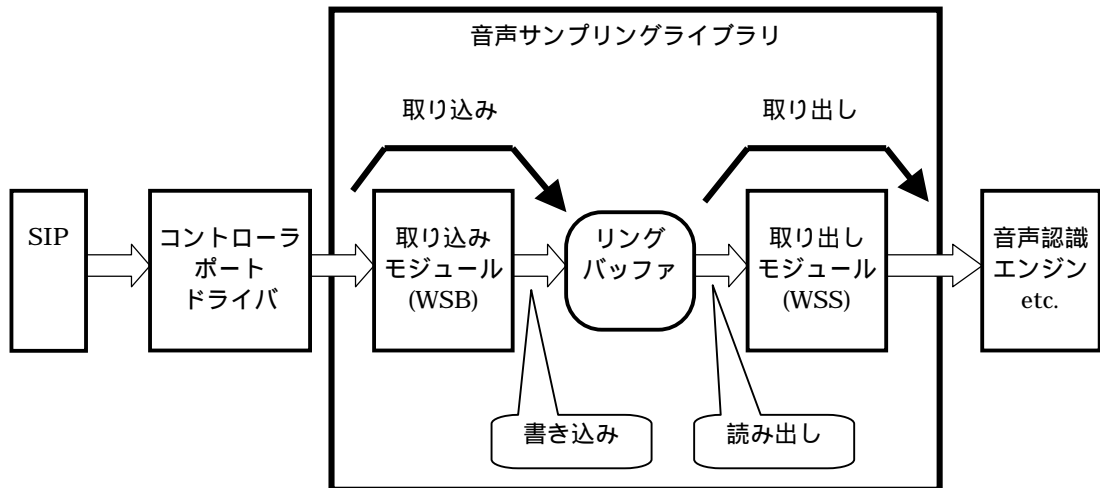 音声サンプリングライブラリ
取り込み
取り出し
SIP
コントローラ
ポート
ドライバ
取り込み
モジュール
(WSB)
リング
バッファ
取り出し
モジュール
(WSS)
音声認識
エンジン
etc.
書き込み
読み出し